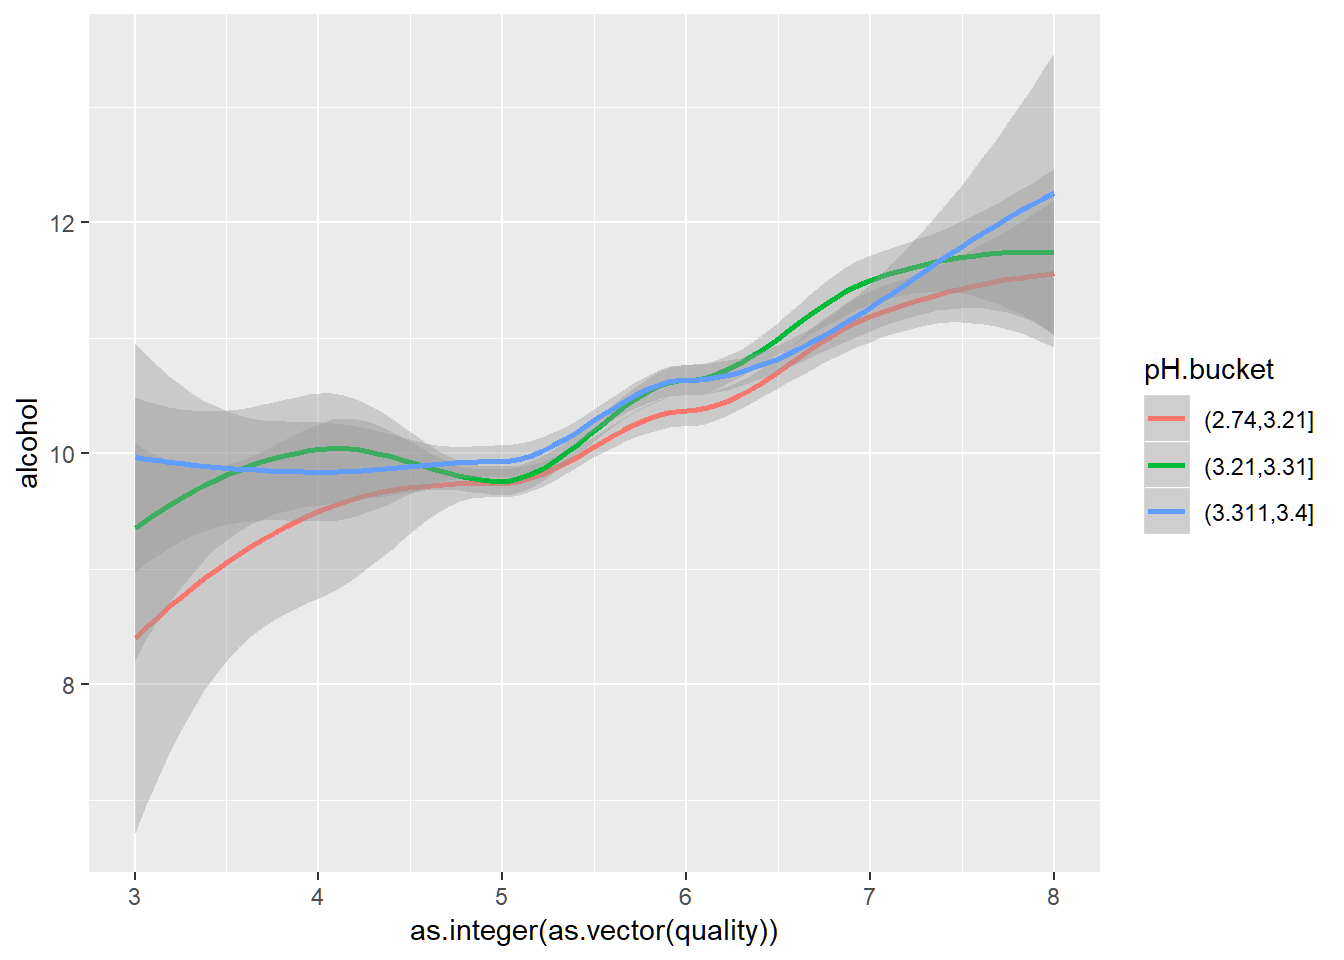 12
10
8
alcohol
3 4 5 6 7 8
as.integer(as.vector(quality))
pH.bucket
(2.74,3.21]
(3.21,3.31]
(3.311,3.4]